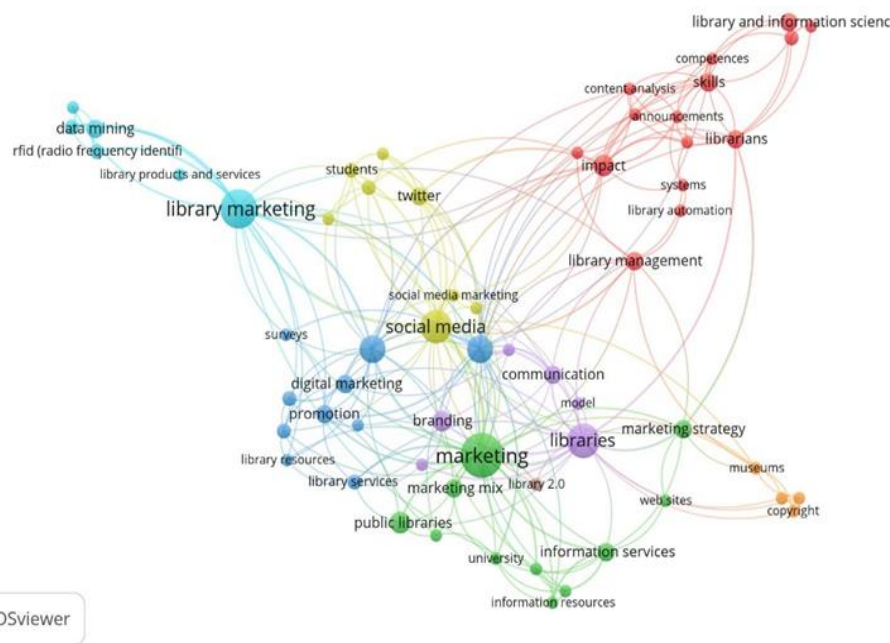 library and information scienc
competences
skills
content analysis
announcements
data mining
librarians
rfid (radio frequency identifi
students
impact
library products and services
twitter
systems
library marketing
library automation
library management
social media marketing
social media
surveys
communication
digital marketing
model
promotion
branding
marketing strategy
libraries
marketing
library resources
museums
library services
marketing mix
library 2.0
web sites
copyright
public libraries
university
information services
information resources
OSviewer